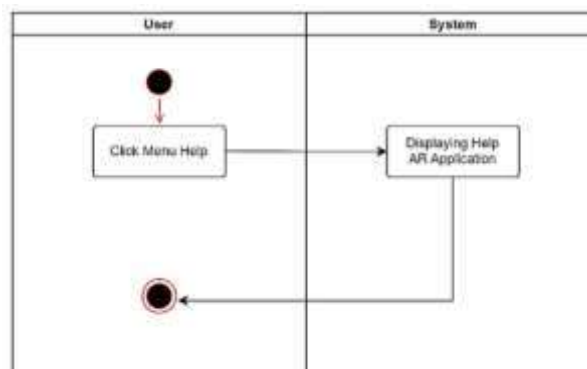 User
System
Click Menu Help
Displaying Help
AR Application